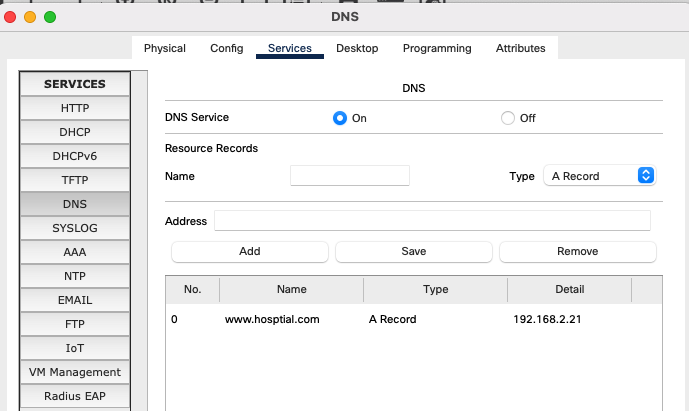 DNS
Physical Config Services Desktop Programming Attributes
SERVICES
HTTP
DHCP
DHCPv6
TFTP
DNS
SYSLOG
AAA
NTP
EMAIL
FTP
IoT
VM Management
Radius EAP
DNS
DNS Service On Off
Resource Records
Name Type A Record
Address
Add Save Remove
No. Name Type Detail
0 www.hosptial.com A Record 192.168.2.21